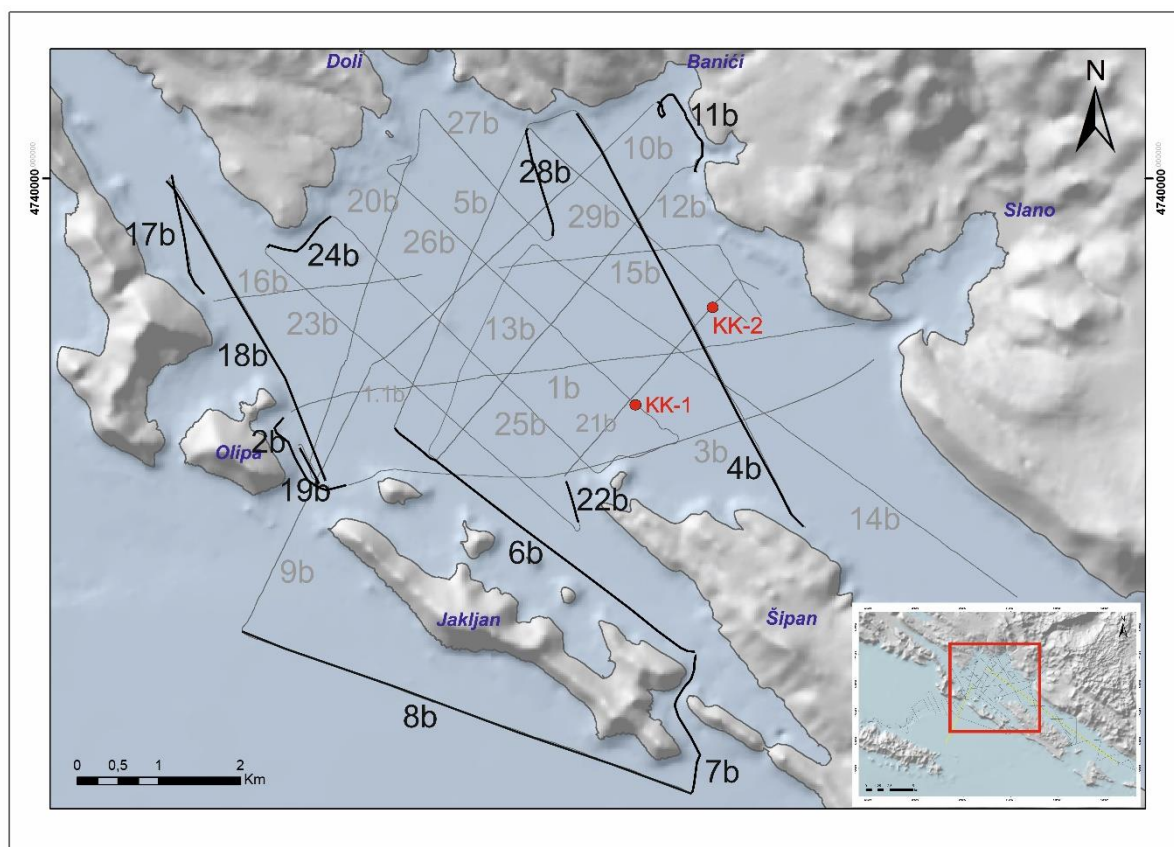 Doli
Banići
N
27b
11b
10b
28b
4740000,000000
4740000,000000
20b
5b
29b
12b
Slano
17b
24b
26b
16b
15b
23b
13b
KK-2
18b
1.1b
1b
KK-1
25b
21b
2b
Olipa
3b
4b
19b
22b
14b
6b
9b
Jakljan
Šipan
8b
7b
0 0,5 1 2
Km